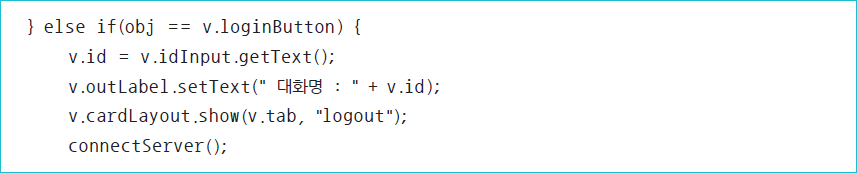 } else if(obj == v.loginButton) {
v.id = v.idInput.getText();
v.outLabel.setText(" 대화명 : " + v.id);
v.cardLayout.show(v.tab, "logout");
connectServer();